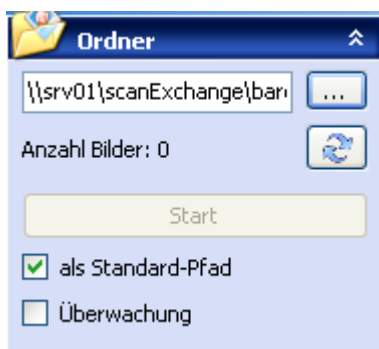 Ordner
\\srv01\scanExchange\bar
...
Anzahl Bilder: 0
Start
als Standard-Pfad
Überwachung